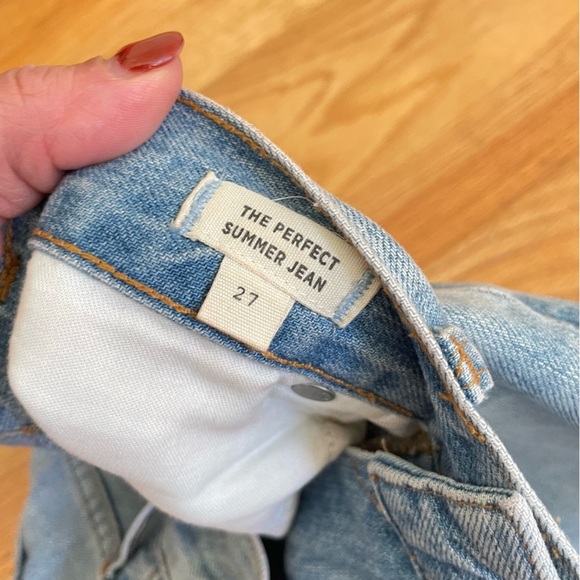 THE PERFECT
SUMMER JEAN
27